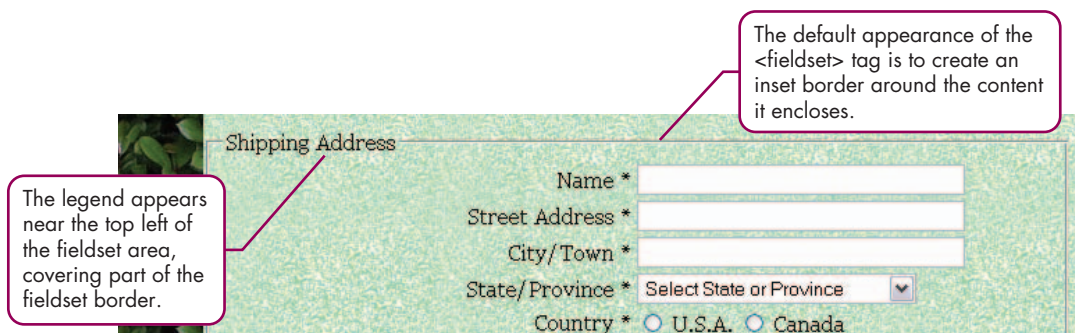 The default appearance of the
<fieldset> tag is to create an
inset border around the content
it encloses.
Shipping Address
The legend appears
near the top left of
the fieldset area,
covering part of the
fieldset border.
Name *
Street Address *
City/Town *
State/Province * Select State or Province
Country * U.S.A. Canada